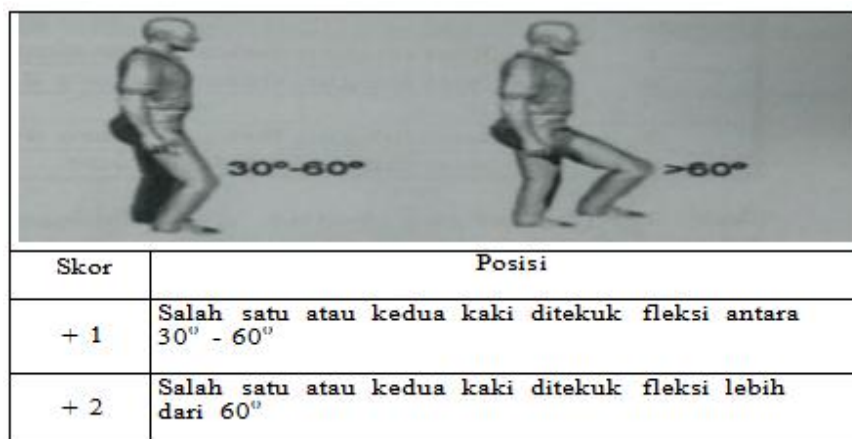 30°-60°
>60°
Skor
Posisi
+ 1
Salah satu atau kedua kaki ditekuk fleksi antara
30° - 60°
+ 2
Salah satu atau kedua kaki ditekuk fleksi lebih
dari 60°